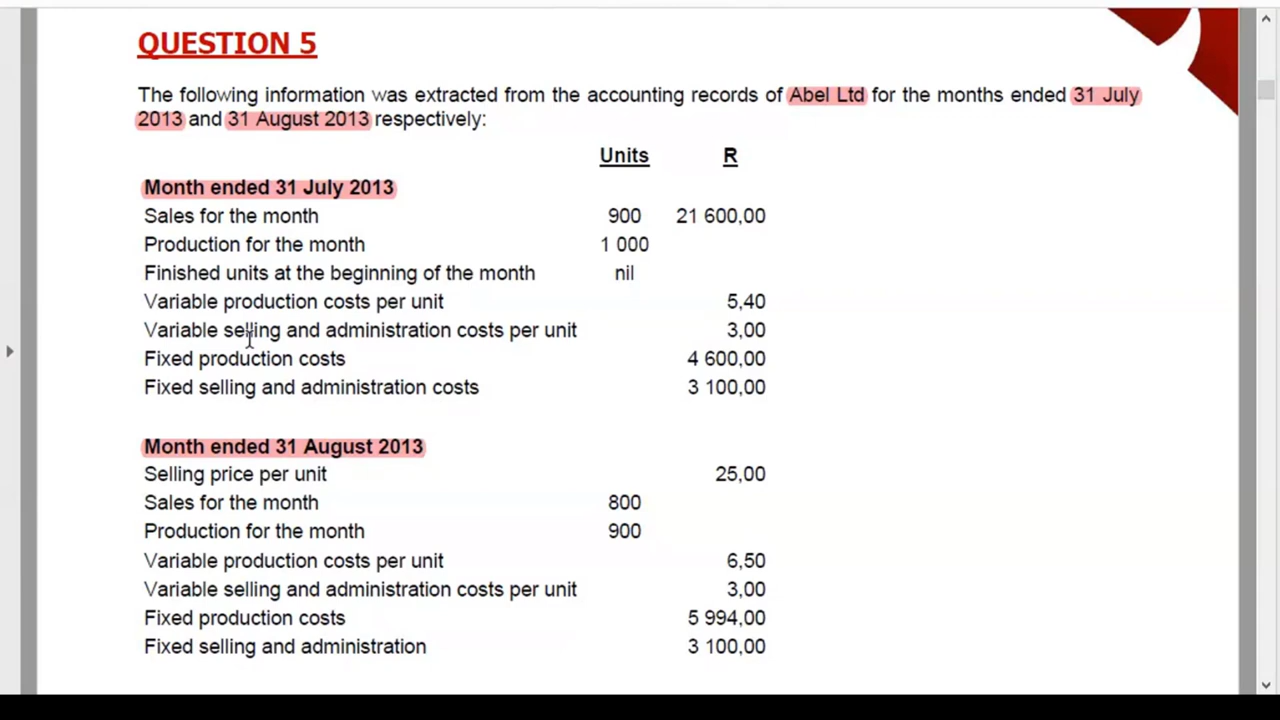 QUESTION 5
The following information was extracted from the accounting records of Abel Ltd for the months ended 31 July
2013 and 31 August 2013 respectively:
Units R
Month ended 31 July 2013
Sales for the month 900 21 600,00
Production for the month 1 000
Finished units at the beginning of the month nil
Variable production costs per unit 5,40
Variable selling and administration costs per unit 3,00
Fixed production costs 4 600,00
Fixed selling and administration costs 3 100,00
Month ended 31 August 2013
Selling price per unit 25,00
Sales for the month 800
Production for the month 900
Variable production costs per unit 6,50
Variable selling and administration costs per unit 3,00
Fixed production costs 5 994,00
Fixed selling and administration 3 100,00